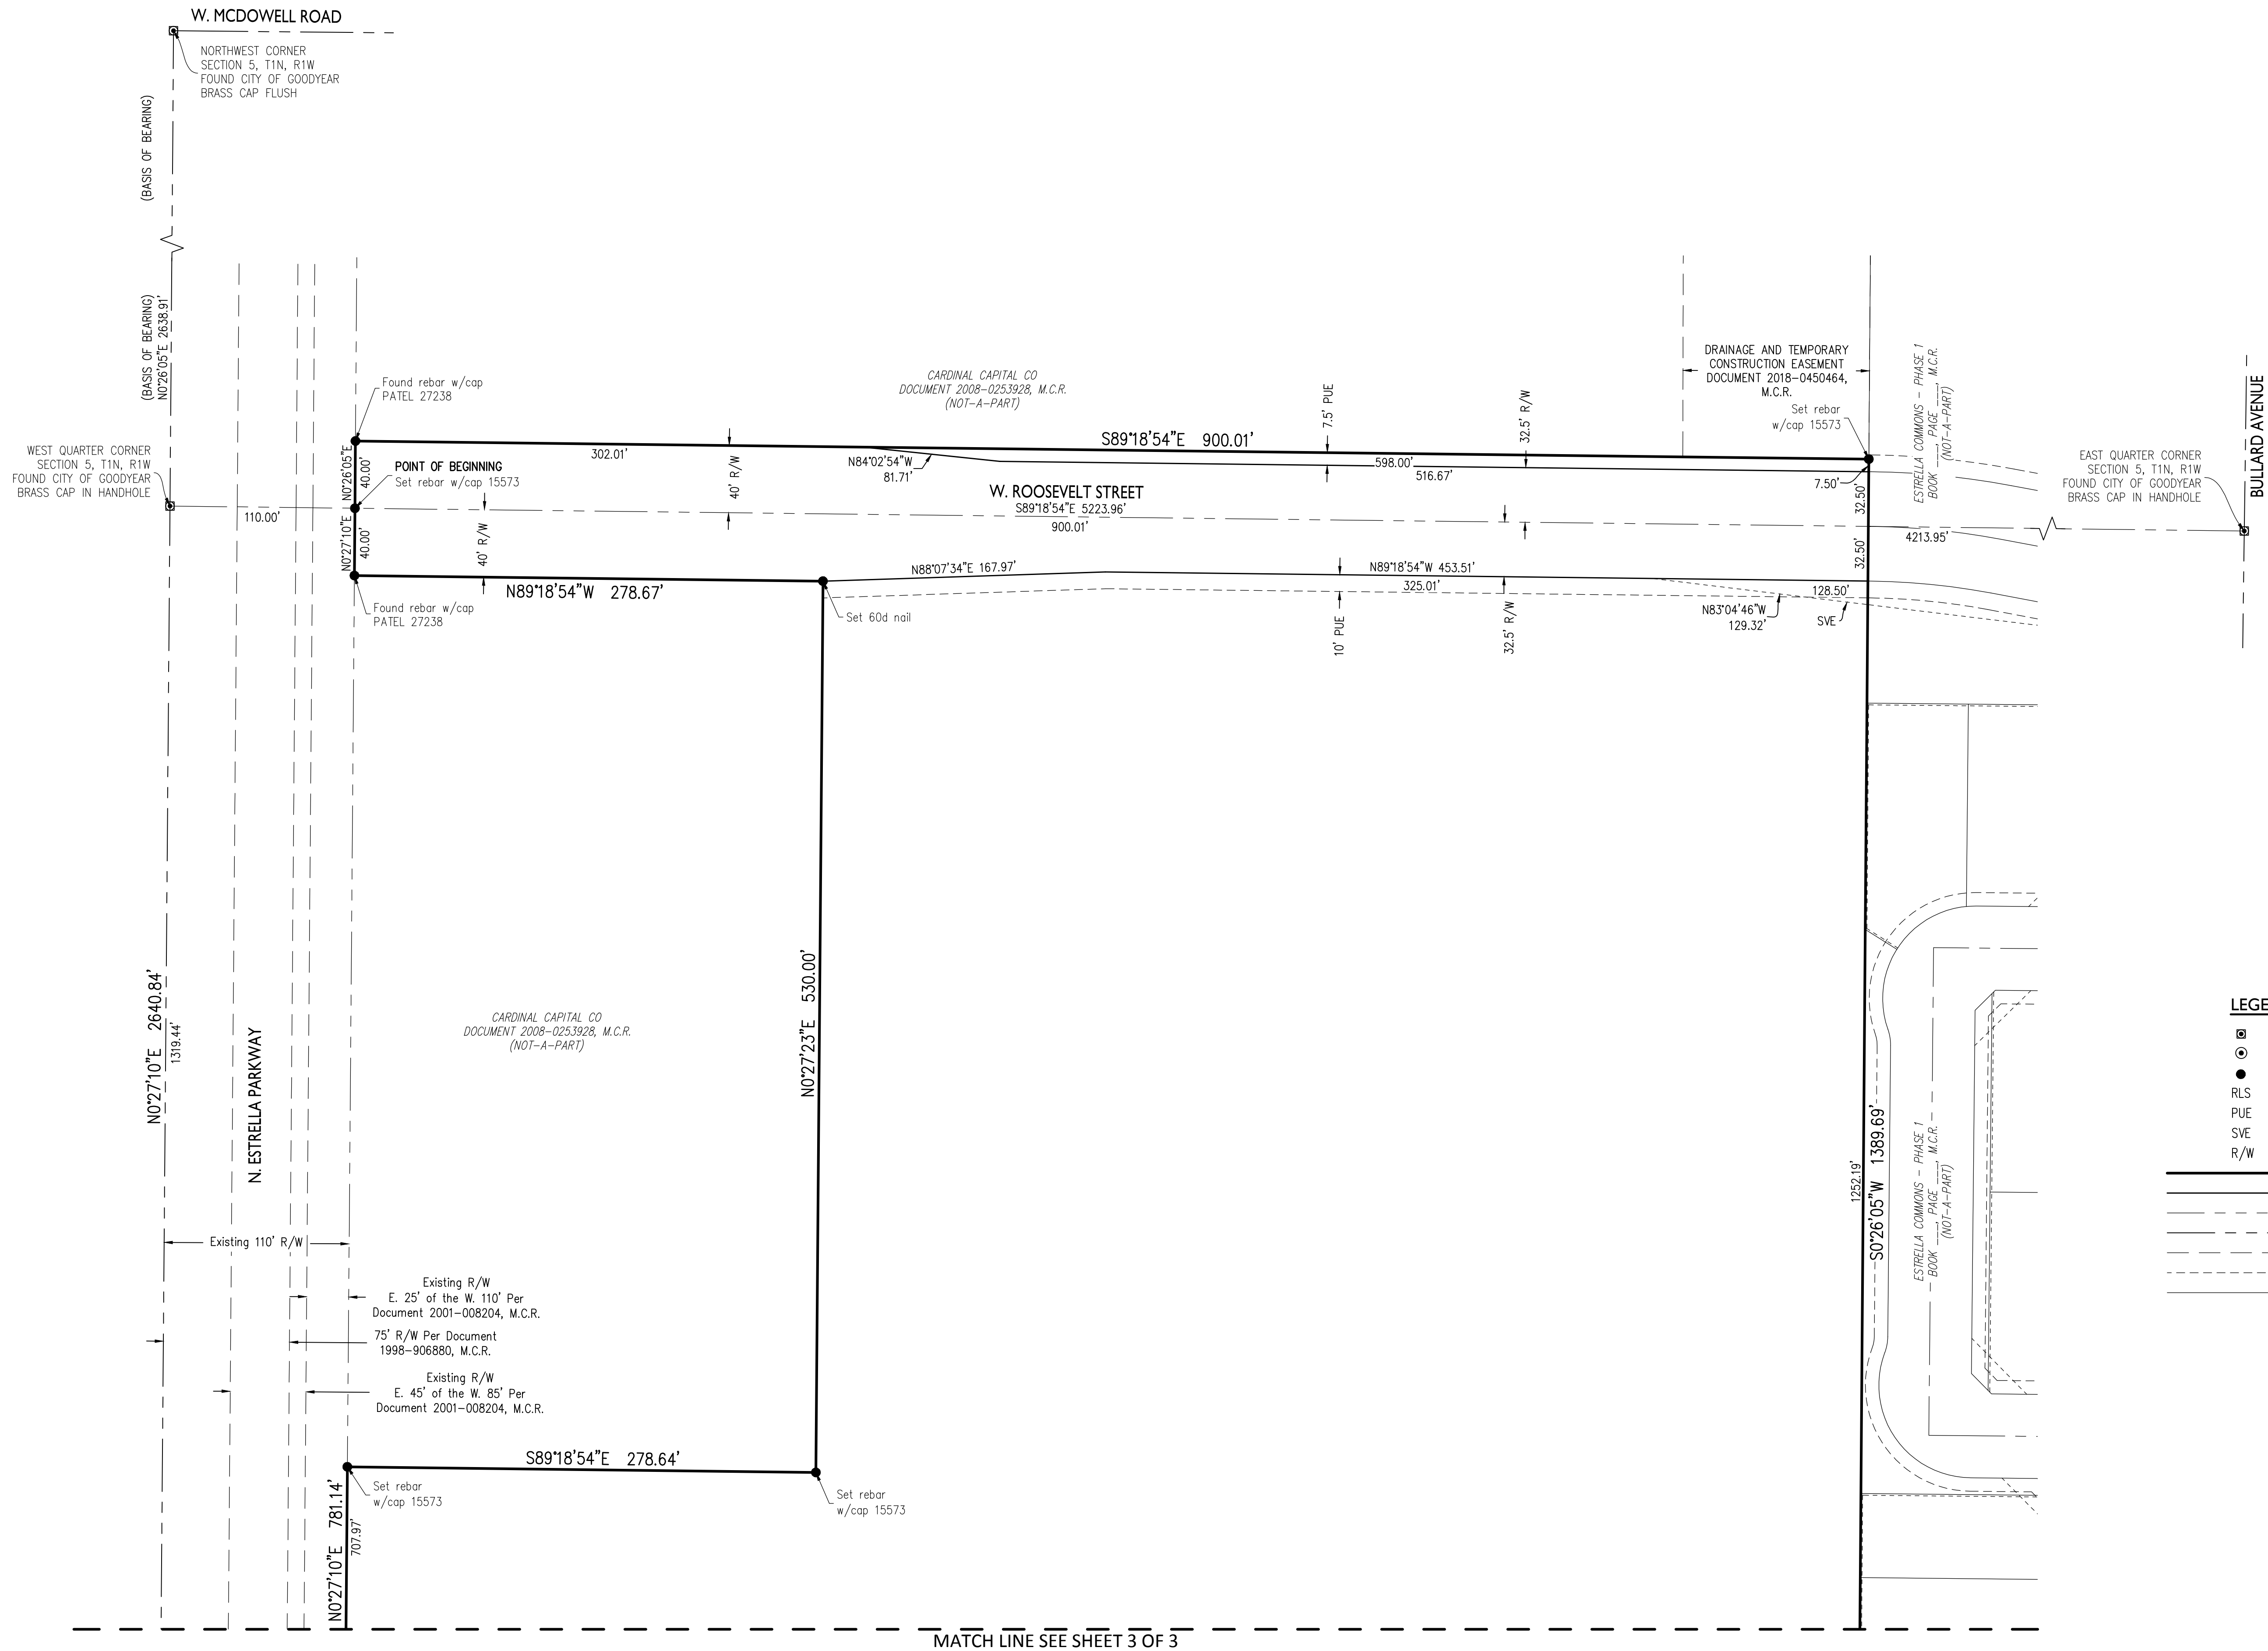 W. MCDOWELL ROAD
NORTHWEST CORNER
SECTION 5, T1N, R1W
FOUND CITY OF GOODYEAR
BRASS CAP FLUSH
(BASIS OF BEARING)
(BASIS OF BEARING)
N0°26'05"E 2638.91'
WEST QUARTER CORNER
SECTION 5, T1N, R1W
FOUND CITY OF GOODYEAR
BRASS CAP IN HANDHOLE
110.00'
Found rebar w/cap
PATEL 27238
N0°26'05"E
40.00'
POINT OF BEGINNING
Set rebar w/cap 15573
N0°27'10"E
40.00'
Found rebar w/cap
PATEL 27238
CARDINAL CAPITAL CO
DOCUMENT 2008-0253928, M.C.R.
(NOT-A-PART)
S89°18'54"E 900.01'
302.01'
40' R/W
N84°02'54"W
81.71'
7.5' PUE
32.5' R/W
598.00'
516.67'
DRAINAGE AND TEMPORARY
CONSTRUCTION EASEMENT
DOCUMENT 2018-0450464,
M.C.R.
Set rebar
w/cap 15573
7.50'
32.50'
32.50'
ESTRELLA COMMONS - PHASE 1
BOOK ___, PAGE ___, M.C.R.
(NOT-A-PART)
EAST QUARTER CORNER
SECTION 5, T1N, R1W
FOUND CITY OF GOODYEAR
BRASS CAP IN HANDHOLE
BULLARD AVENUE
W. ROOSEVELT STREET
S89°18'54"E 5223.96'
900.01'
4213.95'
40' R/W
N89°18'54"W 278.67'
Set 60d nail
N88°07'34"E 167.97'
N89°18'54"W 453.51'
325.01'
10' PUE
32.5' R/W
128.50'
N83°04'46"W
129.32'
SVE
N0°27'10"E 2640.84'
1319.44'
N. ESTRELLA PARKWAY
CARDINAL CAPITAL CO
DOCUMENT 2008-0253928, M.C.R.
(NOT-A-PART)
N0°27'23"E 530.00'
S0°26'05"W 1389.69'
1252.19'
ESTRELLA COMMONS - PHASE 1
BOOK ___, PAGE ___, M.C.R.
(NOT-A-PART)
LEGE
RLS
PUE
SVE
R/W
Existing 110' R/W
Existing R/W
E. 25' of the W. 110' Per
Document 2001-008204, M.C.R.
75' R/W Per Document
1998-906880, M.C.R.
Existing R/W
E. 45' of the W. 85' Per
Document 2001-008204, M.C.R.
S89°18'54"E 278.64'
Set rebar
w/cap 15573
Set rebar
w/cap 15573
N0°27'10"E 781.14'
707.97'
MATCH LINE SEE SHEET 3 OF 3